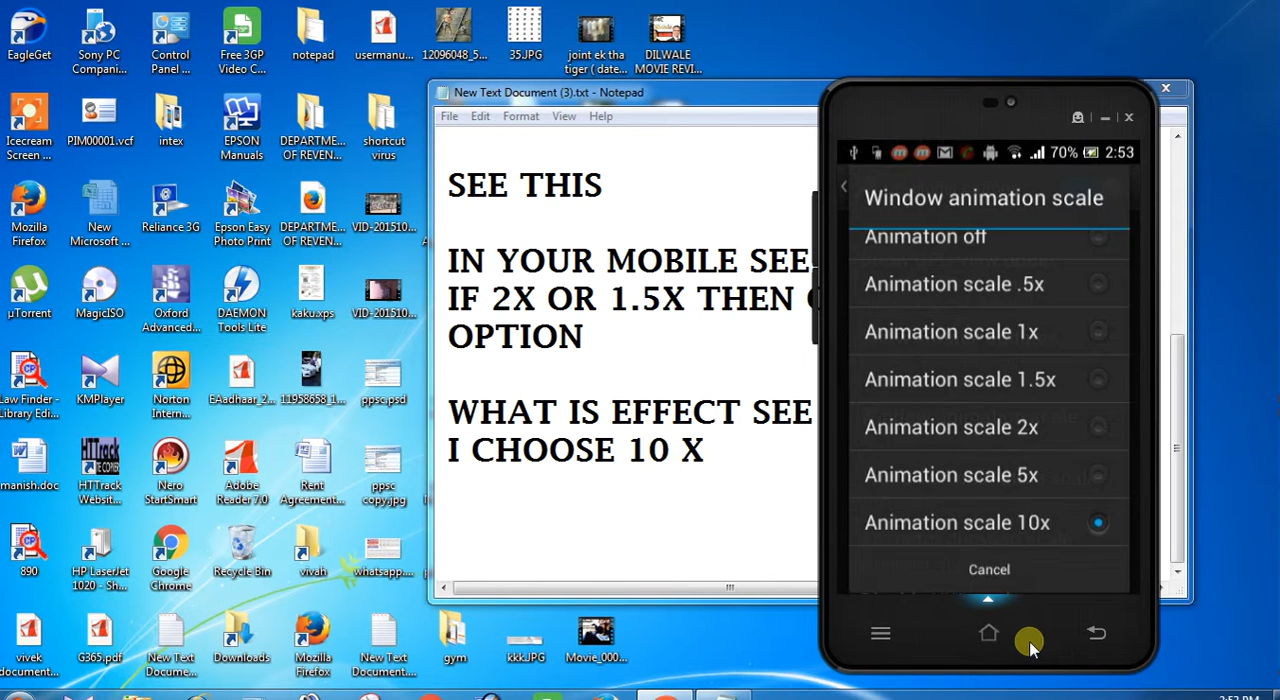 EagleGet
Sony PC Compani...
Control Panel ...
Free 3GP Video C...
notepad
usermanu...
12096048_5...
35.JPG
joint ek tha tiger ( date...
DILWALE MOVIE REVI...
Icecream Screen ...
PIM00001.vcf
intex
EPSON Manuals
DEPARTMENT OF REVEN...
shortcut virus
Mozilla Firefox
New Microsoft ...
Reliance 3G
Epson Easy Photo Print
DEPARTME... OF REVEN...
VID-201510...
µTorrent
MagicISO
Oxford Advanced...
DAEMON Tools Lite
kaku.xps
VID-201510...
Law Finder - Library Edi...
KMPlayer
Norton Intern...
EAadhaar_2...
11958658_1...
ppsc.psd
manish.doc
HTTrack Websit...
Nero StartSmart
Adobe Reader 7.0
Rent Agreement...
ppsc copy.jpg
890
HP LaserJet 1020 - Sh...
Google Chrome
Recycle Bin
vivah
whatsapp....
vivek document...
G365.pdf
New Text Docume...
Downloads
Mozilla Firefox
New Text Document...
gym
kkk.JPG
Movie_000...
New Text Document (3).txt - Notepad
File Edit Format View Help
SEE THIS
IN YOUR MOBILE SEE
IF 2X OR 1.5X THEN
OPTION
WHAT IS EFFECT SEE
I CHOOSE 10 X
70% 2:53
Window animation scale
Animation off
Animation scale .5x
Animation scale 1x
Animation scale 1.5x
Animation scale 2x
Animation scale 5x
Animation scale 10x
Cancel